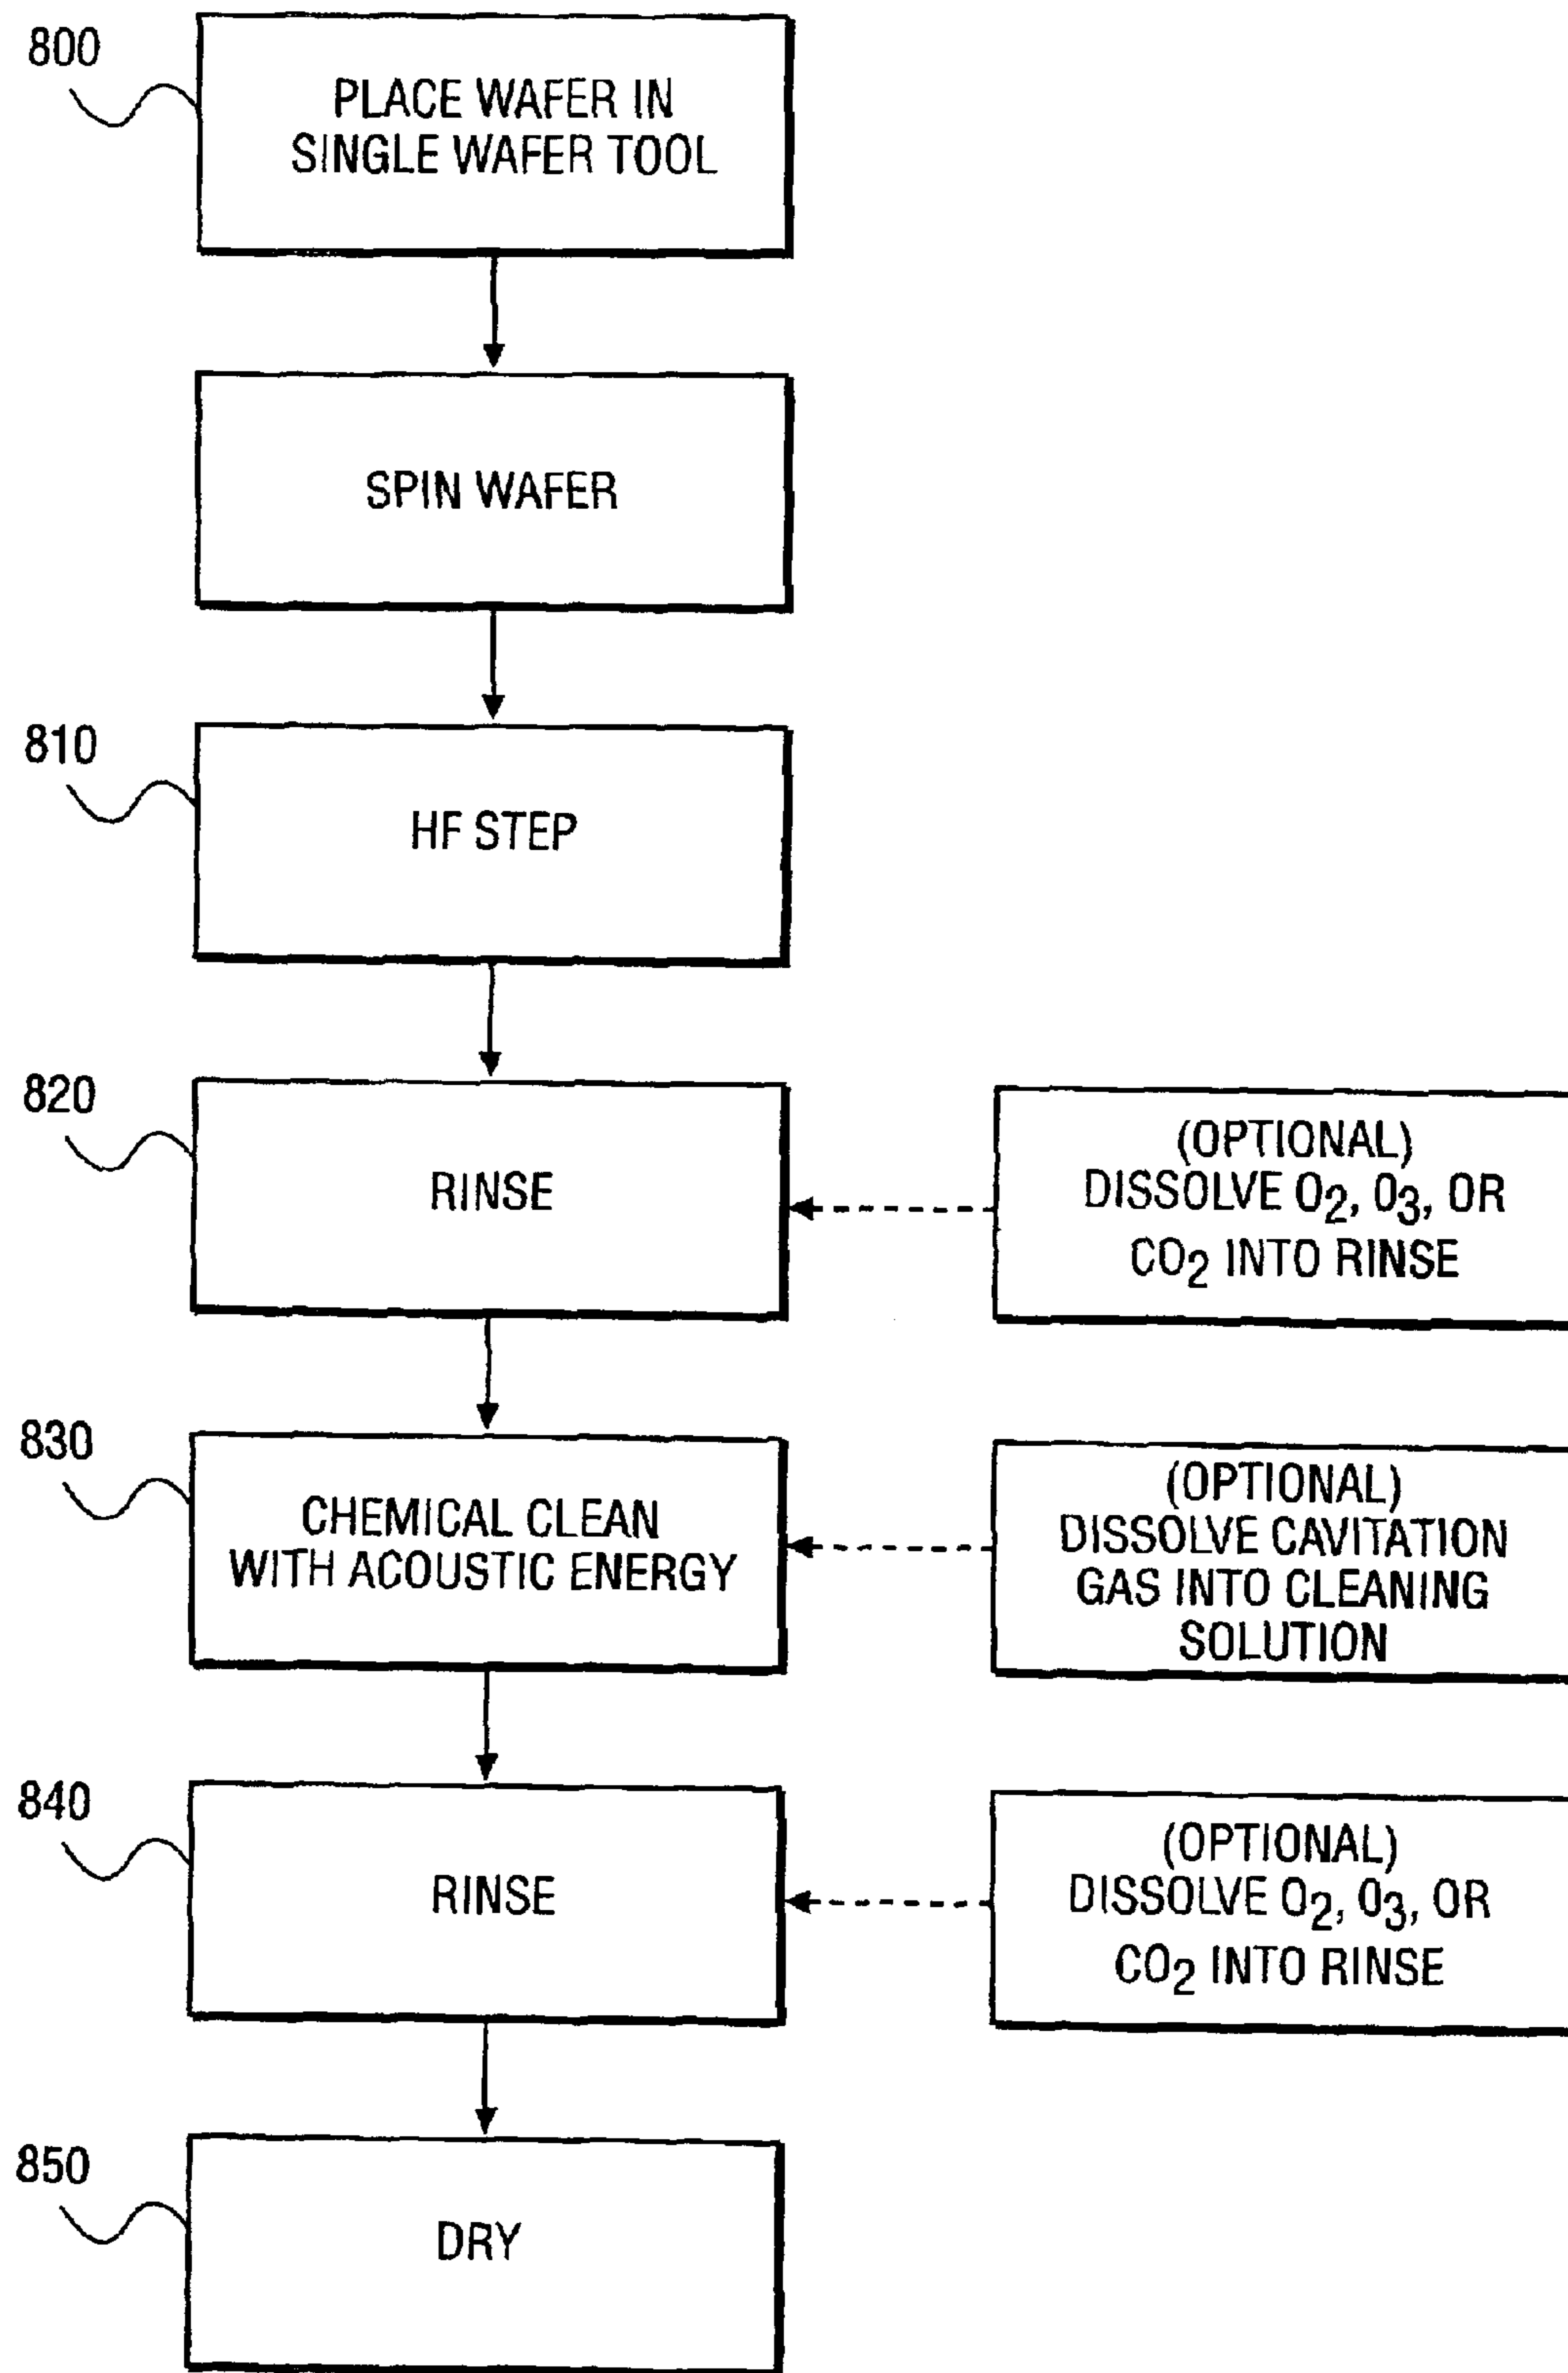 800
PLACE WAFER IN
SINGLE WAFER TOOL
SPIN WAFER
810
HF STEP
820
RINSE
(OPTIONAL)
DISSOLVE O₂, O₃, OR
CO₂ INTO RINSE
830
CHEMICAL CLEAN
WITH ACOUSTIC ENERGY
(OPTIONAL)
DISSOLVE CAVITATION
GAS INTO CLEANING
SOLUTION
840
RINSE
(OPTIONAL)
DISSOLVE O₂, O₃, OR
CO₂ INTO RINSE
850
DRY